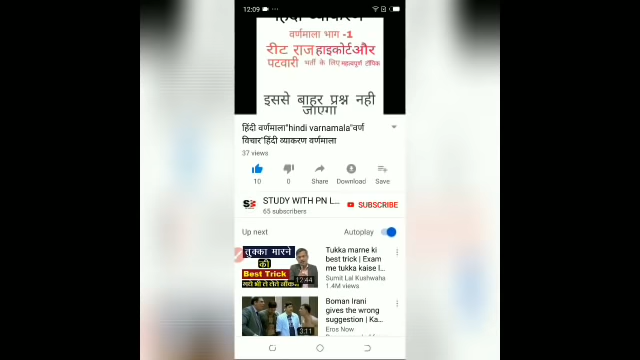 12:09
हिंदी व्याकरण
वर्णमाला भाग -1
रीट राज हाइकोर्ट और
पटवारी भर्ती के लिए महत्वपूर्ण टॉपिक
इससे बाहर प्रश्न नही
जाएगा
हिंदी वर्णमाला"hindi varnamala"वर्ण
विचार'हिंदी व्याकरण वर्णमाला
37 views
10
0
Share
Download
Save
STUDY WITH PN L...
SUBSCRIBE
65 subscribers
Up next
Autoplay
तुक्का मारने
की
Best Trick
12:44
Tukka marne ki
best trick | Exam
me tukka kaise l...
Sumit Lal Kushwaha
1.4M views
3:11
Boman Irani
gives the wrong
suggestion | Ka...
Eros Now